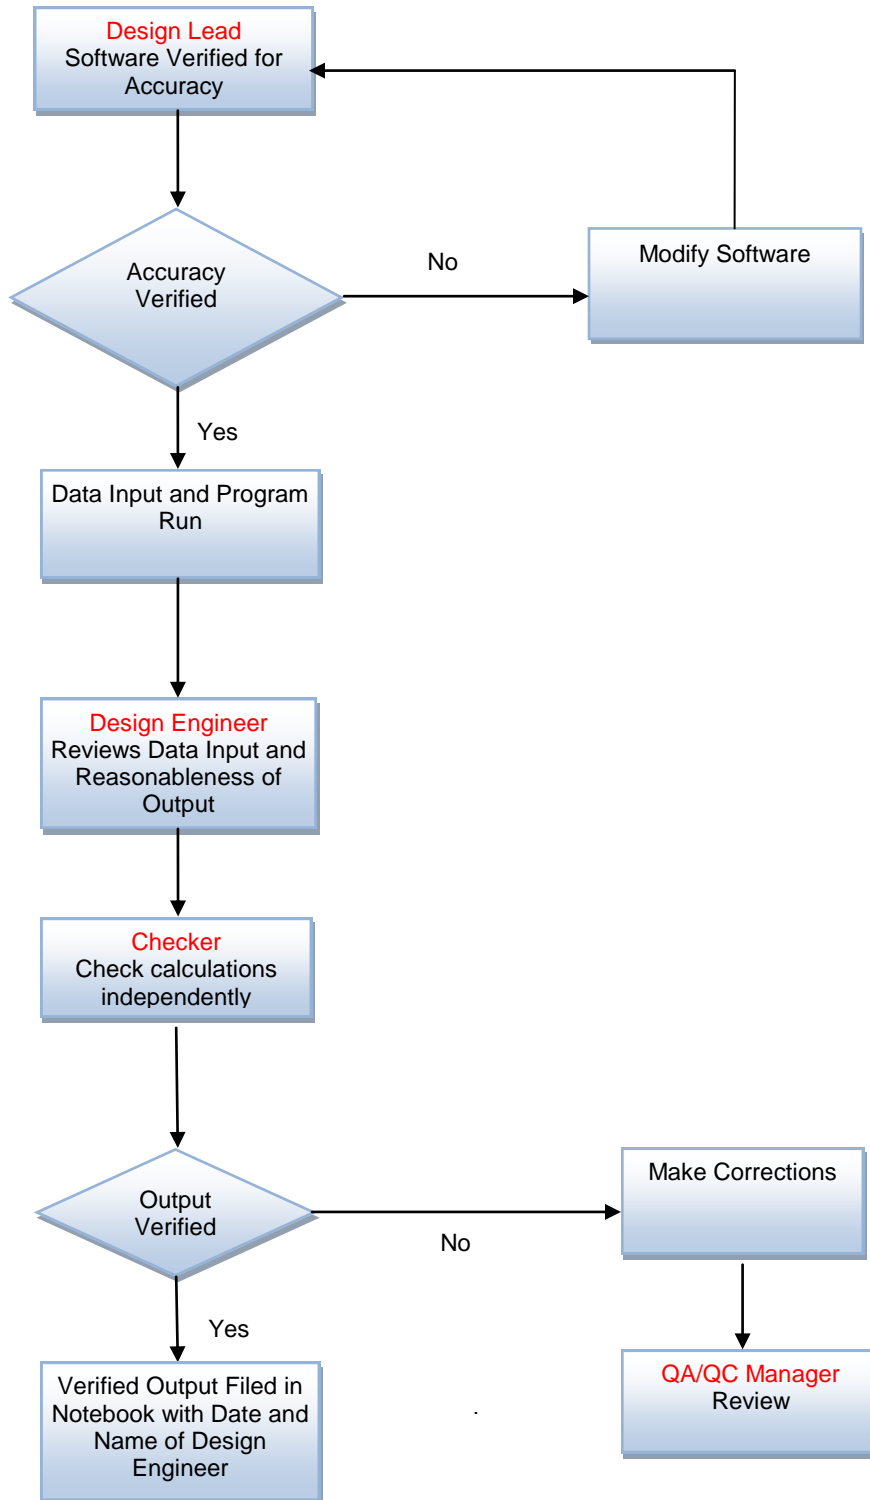 Design Lead
Software Verified for
Accuracy
Accuracy
Verified
No
Modify Software
Yes
Data Input and Program
Run
Design Engineer
Reviews Data Input and
Reasonableness of
Output
Checker
Check calculations
independently
Output
Verified
No
Make Corrections
Yes
Verified Output Filed in
Notebook with Date and
Name of Design
Engineer
.
QA/QC Manager
Review